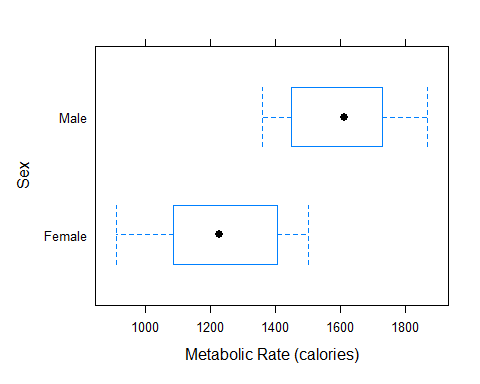 Sex
Male
Female
1000 1200 1400 1600 1800
Metabolic Rate (calories)